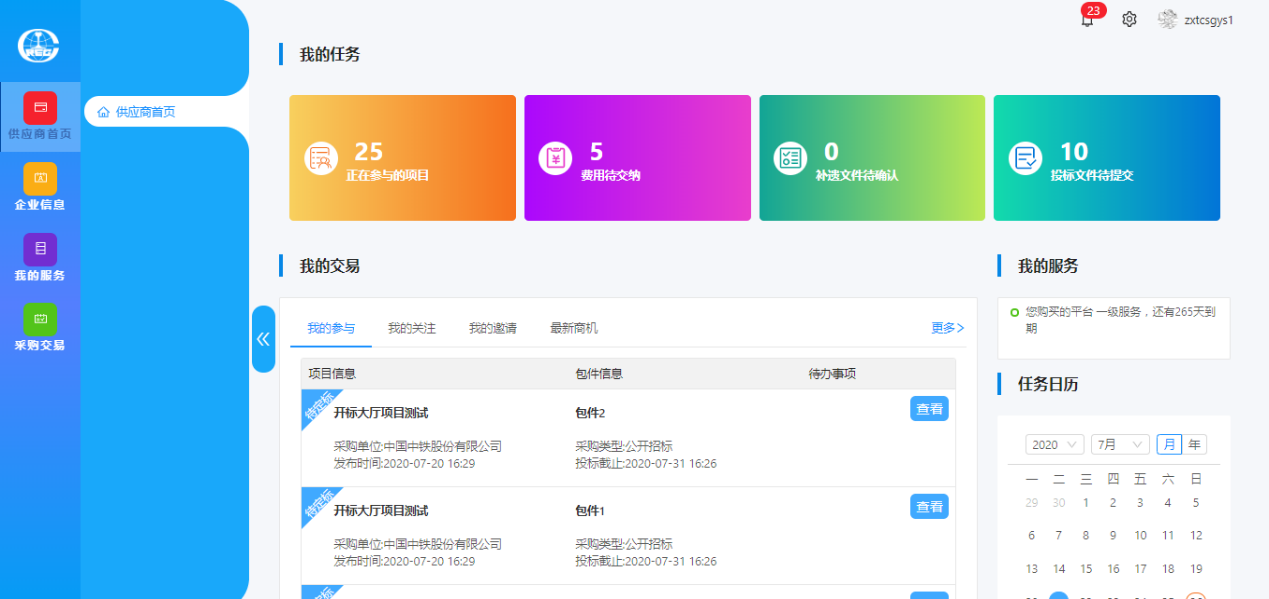 23
zxtcsgys1
CREC
供应商首页
企业信息
我的服务
采购交易
供应商首页
我的任务
25
正在参与的项目
5
费用待交纳
0
补遗文件待确认
10
投标文件待提交
我的交易
我的参与 我的关注 我的邀请 最新商机 更多>
项目信息 包件信息 待办事项
待定标
开标大厅项目测试 包件2 查看
采购单位:中国中铁股份有限公司 采购类型:公开招标
发布时间:2020-07-20 16:29 投标截止:2020-07-31 16:26
待定标
开标大厅项目测试 包件1 查看
采购单位:中国中铁股份有限公司 采购类型:公开招标
发布时间:2020-07-20 16:29 投标截止:2020-07-31 16:26
我的服务
您购买的平台 一级服务，还有265天到
期
任务日历
2020 7月 月 年
一 二 三 四 五 六 日
29 30 1 2 3 4 5
6 7 8 9 10 11 12
13 14 15 16 17 18 19